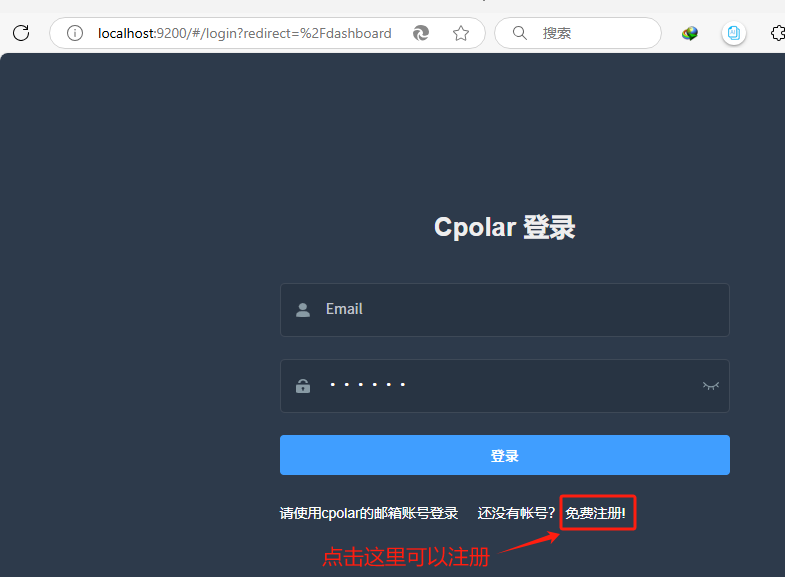 localhost:9200/#/login?redirect=%2Fdashboard
搜索
Cpolar 登录
Email
登录
请使用cpolar的邮箱账号登录 还没有帐号? 免费注册!
点击这里可以注册